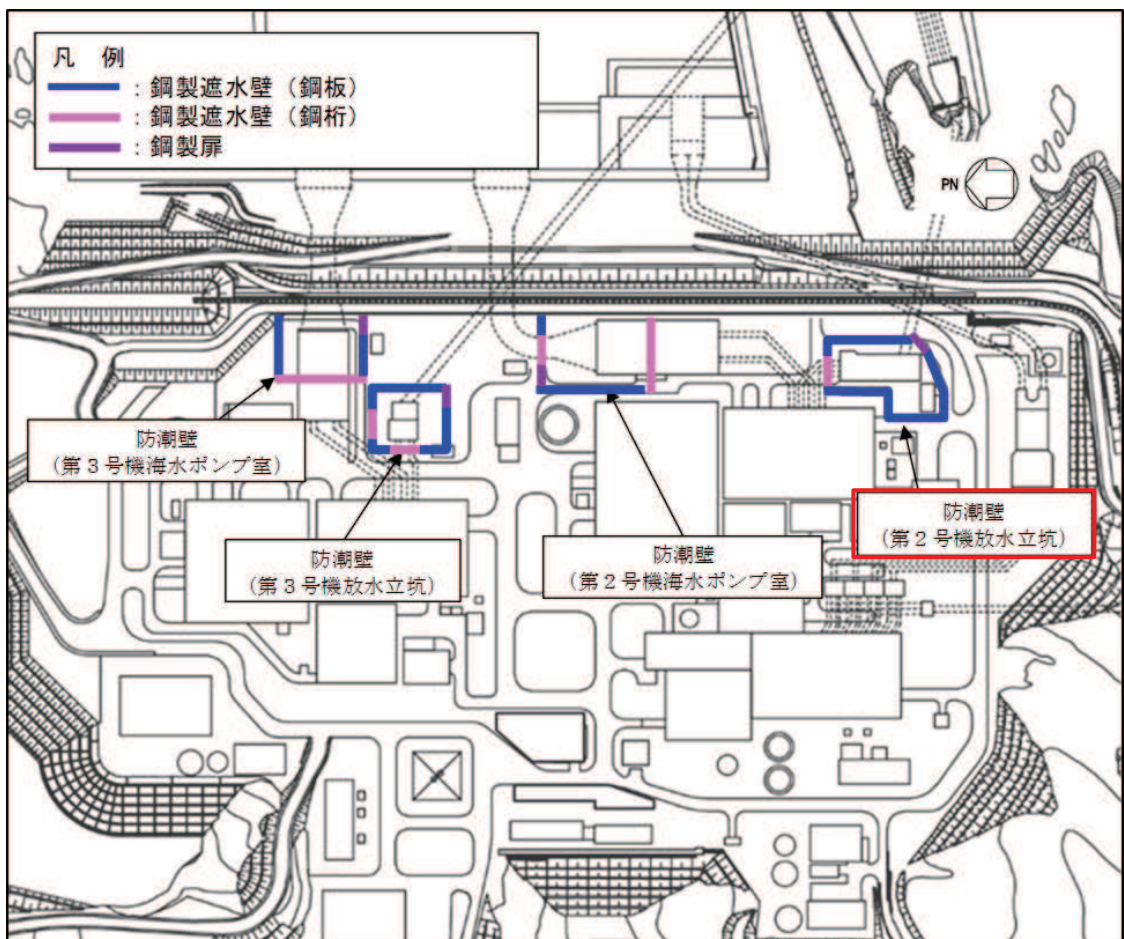 凡 例
：鋼製遮水壁（鋼板）
：鋼製遮水壁（鋼桁）
：鋼製扉
PN
防潮壁
（第３号機海水ポンプ室）
防潮壁
（第３号機放水立坑）
防潮壁
（第２号機海水ポンプ室）
防潮壁
（第２号機放水立坑）